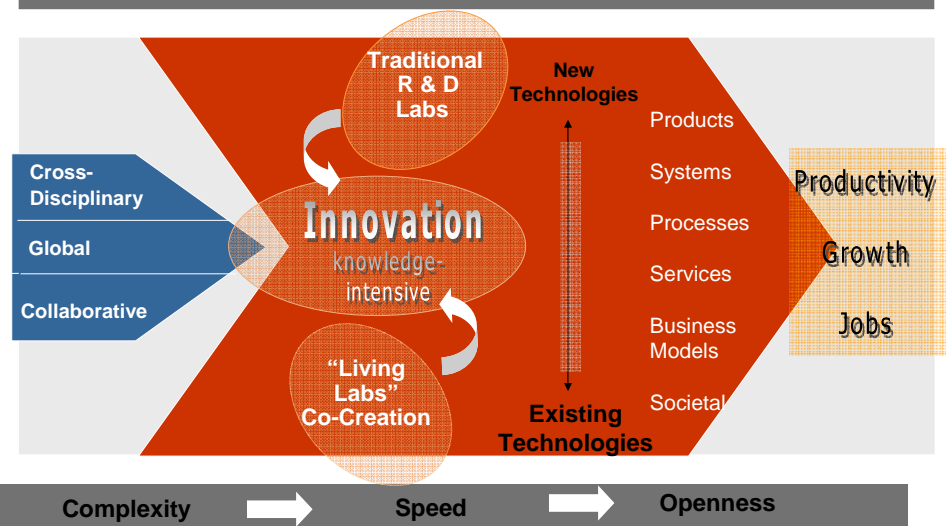 Cross-
Disciplinary
Global
Collaborative
Traditional
R & D
Labs
Innovation
knowledge-
intensive
“Living
Labs”
Co-Creation
New
Technologies
Existing
Technologies
Products
Systems
Processes
Services
Business
Models
Societal
Productivity
Growth
Jobs
Complexity
Speed
Openness